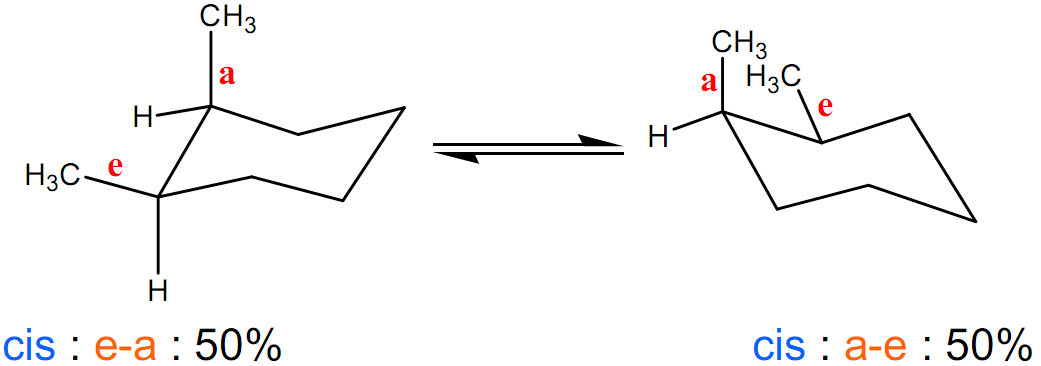 CH3
a
H
H3C
e
H
cis : e-a : 50%
CH3
a
H3C
e
H
cis : a-e : 50%